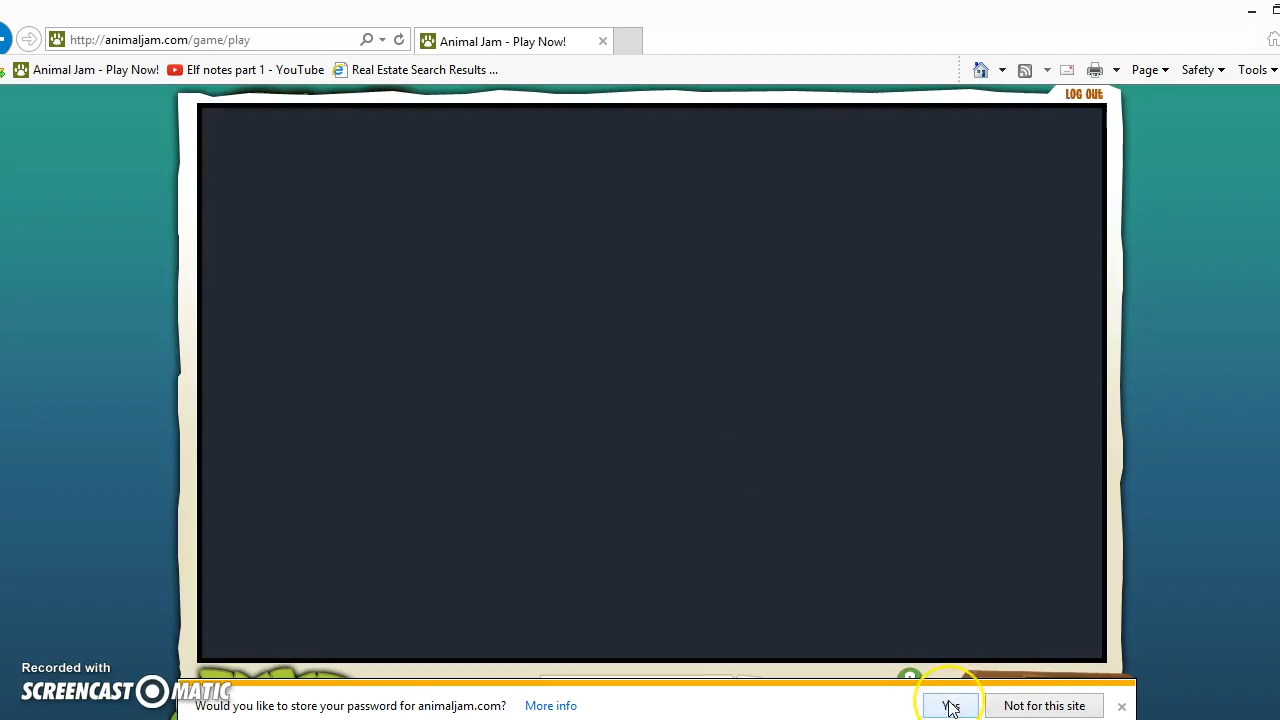 http://animaljam.com/game/play
Animal Jam - Play Now!
Animal Jam - Play Now!
Elf notes part 1 - YouTube
Real Estate Search Results ...
Page
Safety
Tools
LOG OUT
Recorded with
SCREENCAST MATIC
Would you like to store your password for animaljam.com?
More info
Yes
Not for this site